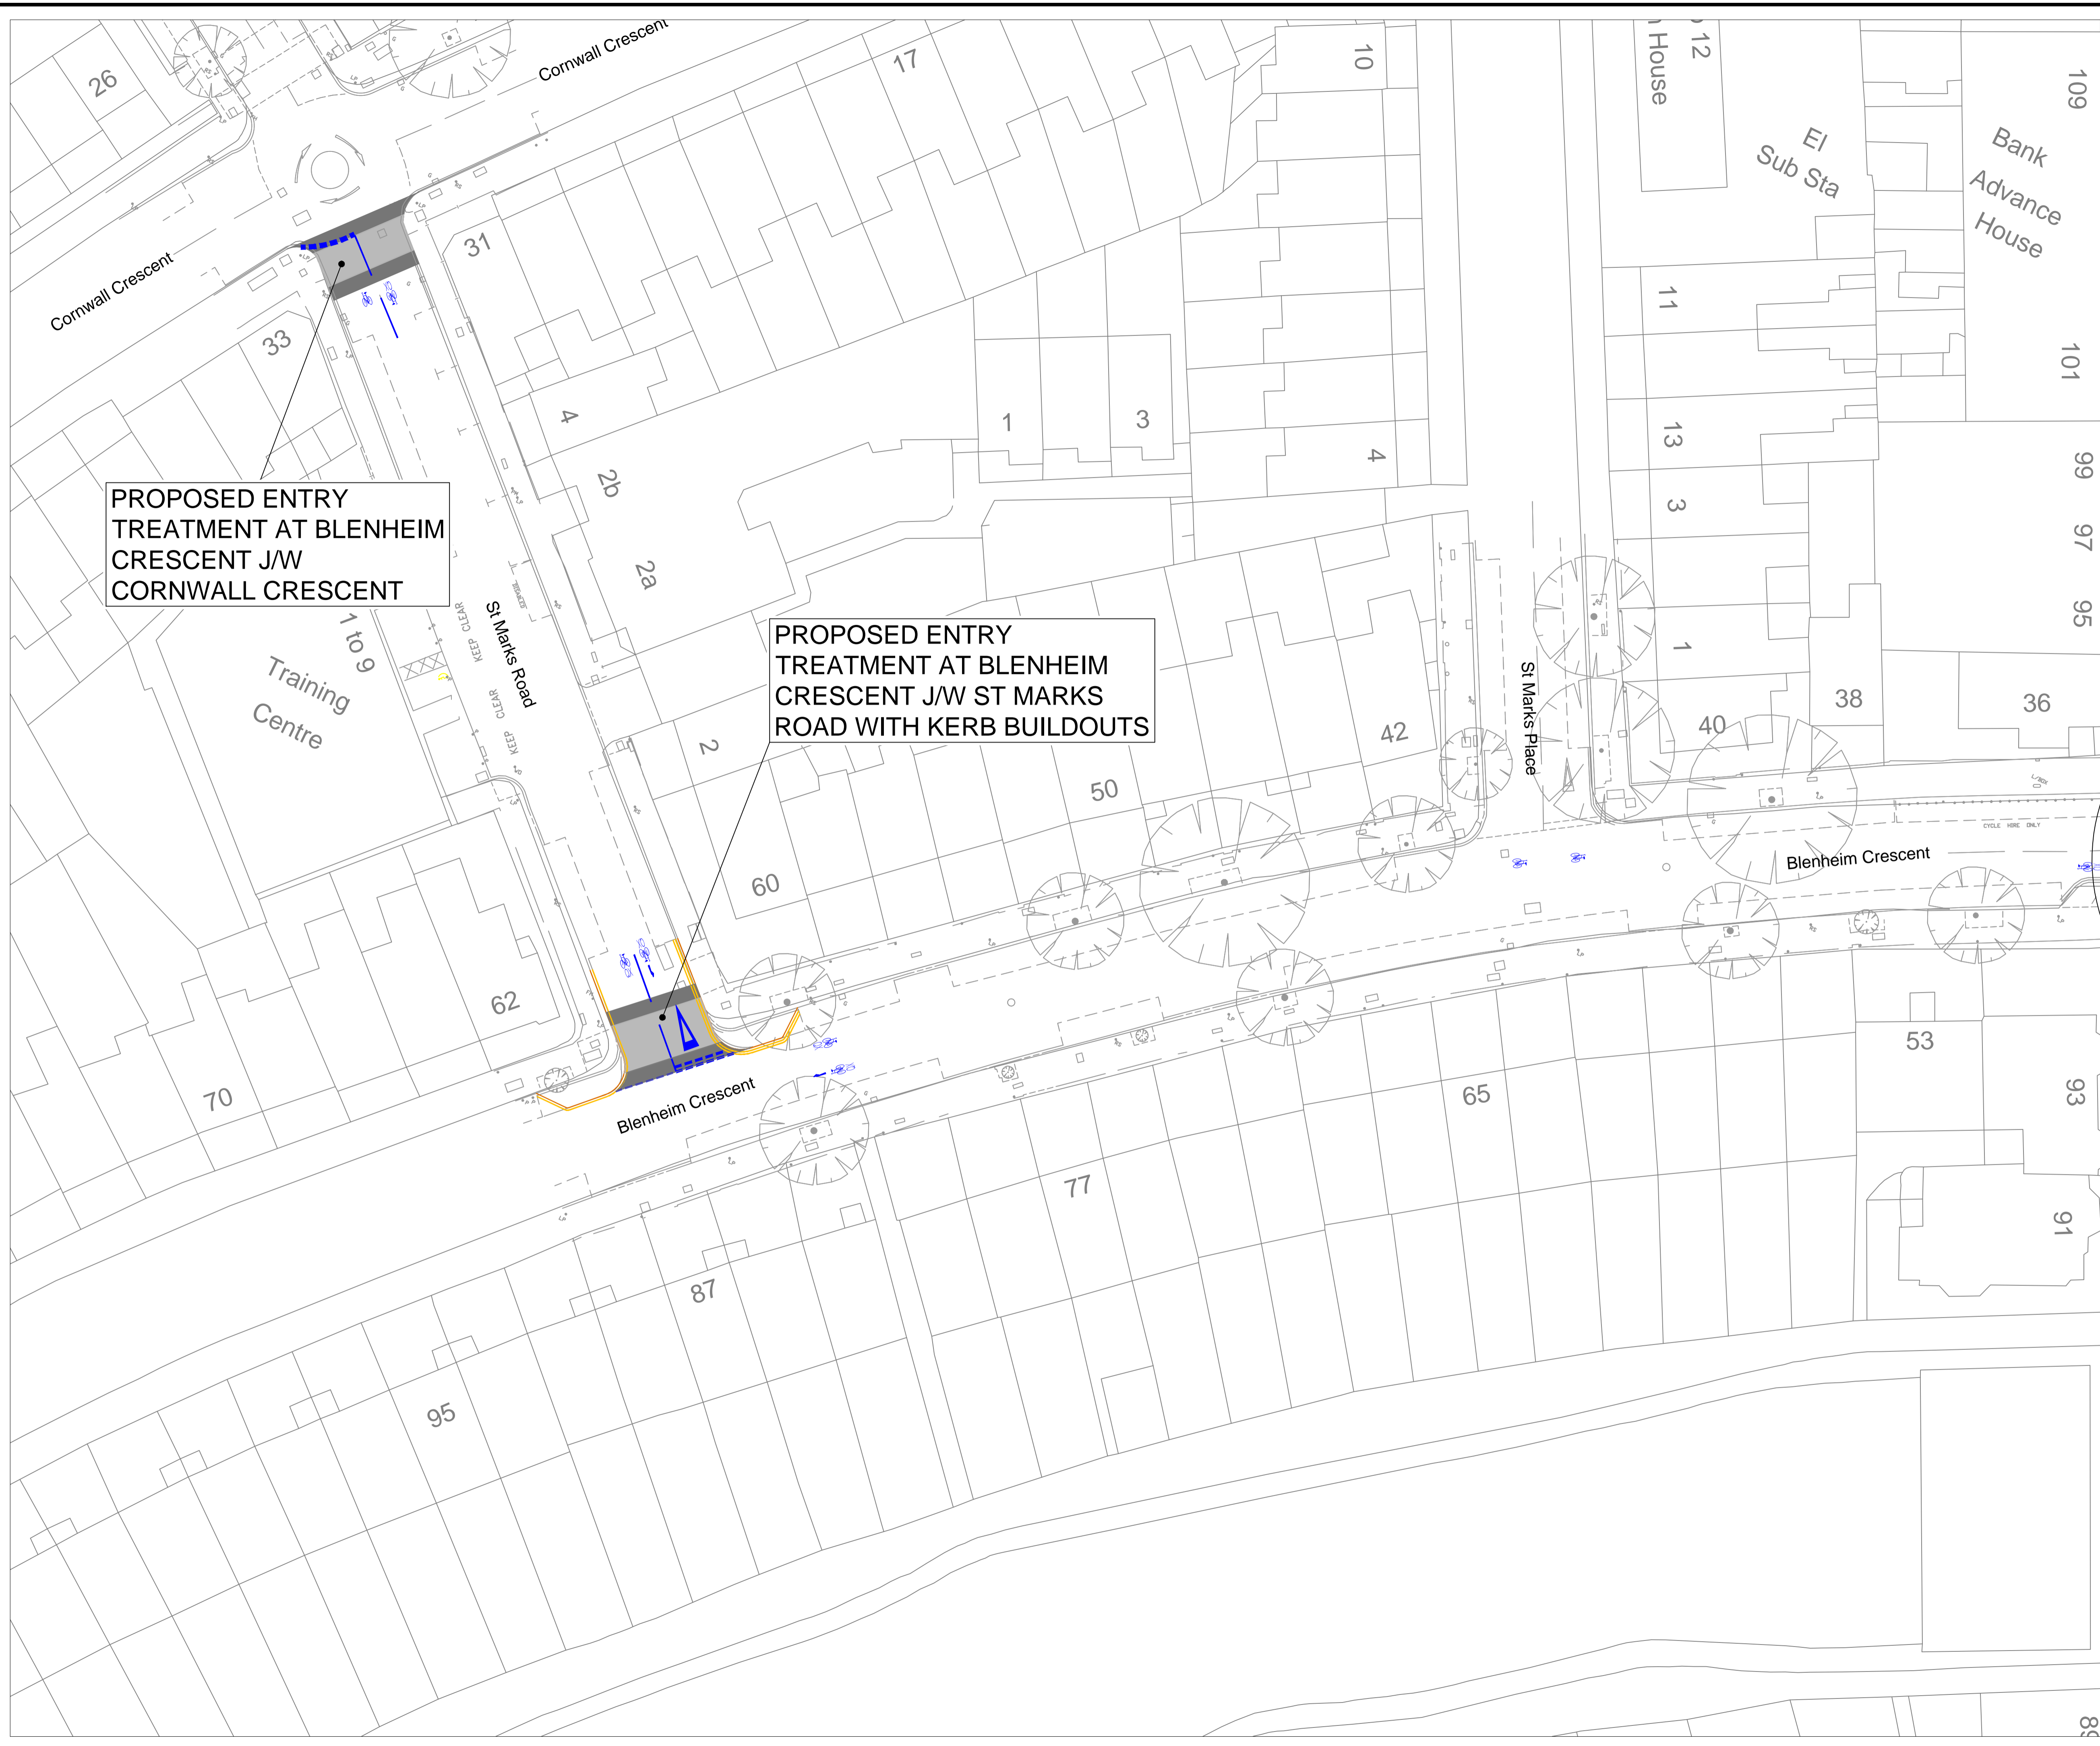 Cornwall Crescent
26
17
10
12
House
109
El
Sub Sta
Bank
Advance
House
31
Cornwall Crescent
33
11
101
4
1
3
4
13
99
2b
3
97
PROPOSED ENTRY
TREATMENT AT BLENHEIM
CRESCENT J/W
CORNWALL CRESCENT
2a
95
St Marks Road
KEEP CLEAR
1 to 9
Training
Centre
KEEP CLEAR
PROPOSED ENTRY
TREATMENT AT BLENHEIM
CRESCENT J/W ST MARKS
ROAD WITH KERB BUILDOUTS
2
42
St Marks Place
1
40
38
36
50
60
CYCLE HIRE ONLY
Blenheim Crescent
62
70
Blenheim Crescent
53
65
93
77
91
87
95
89